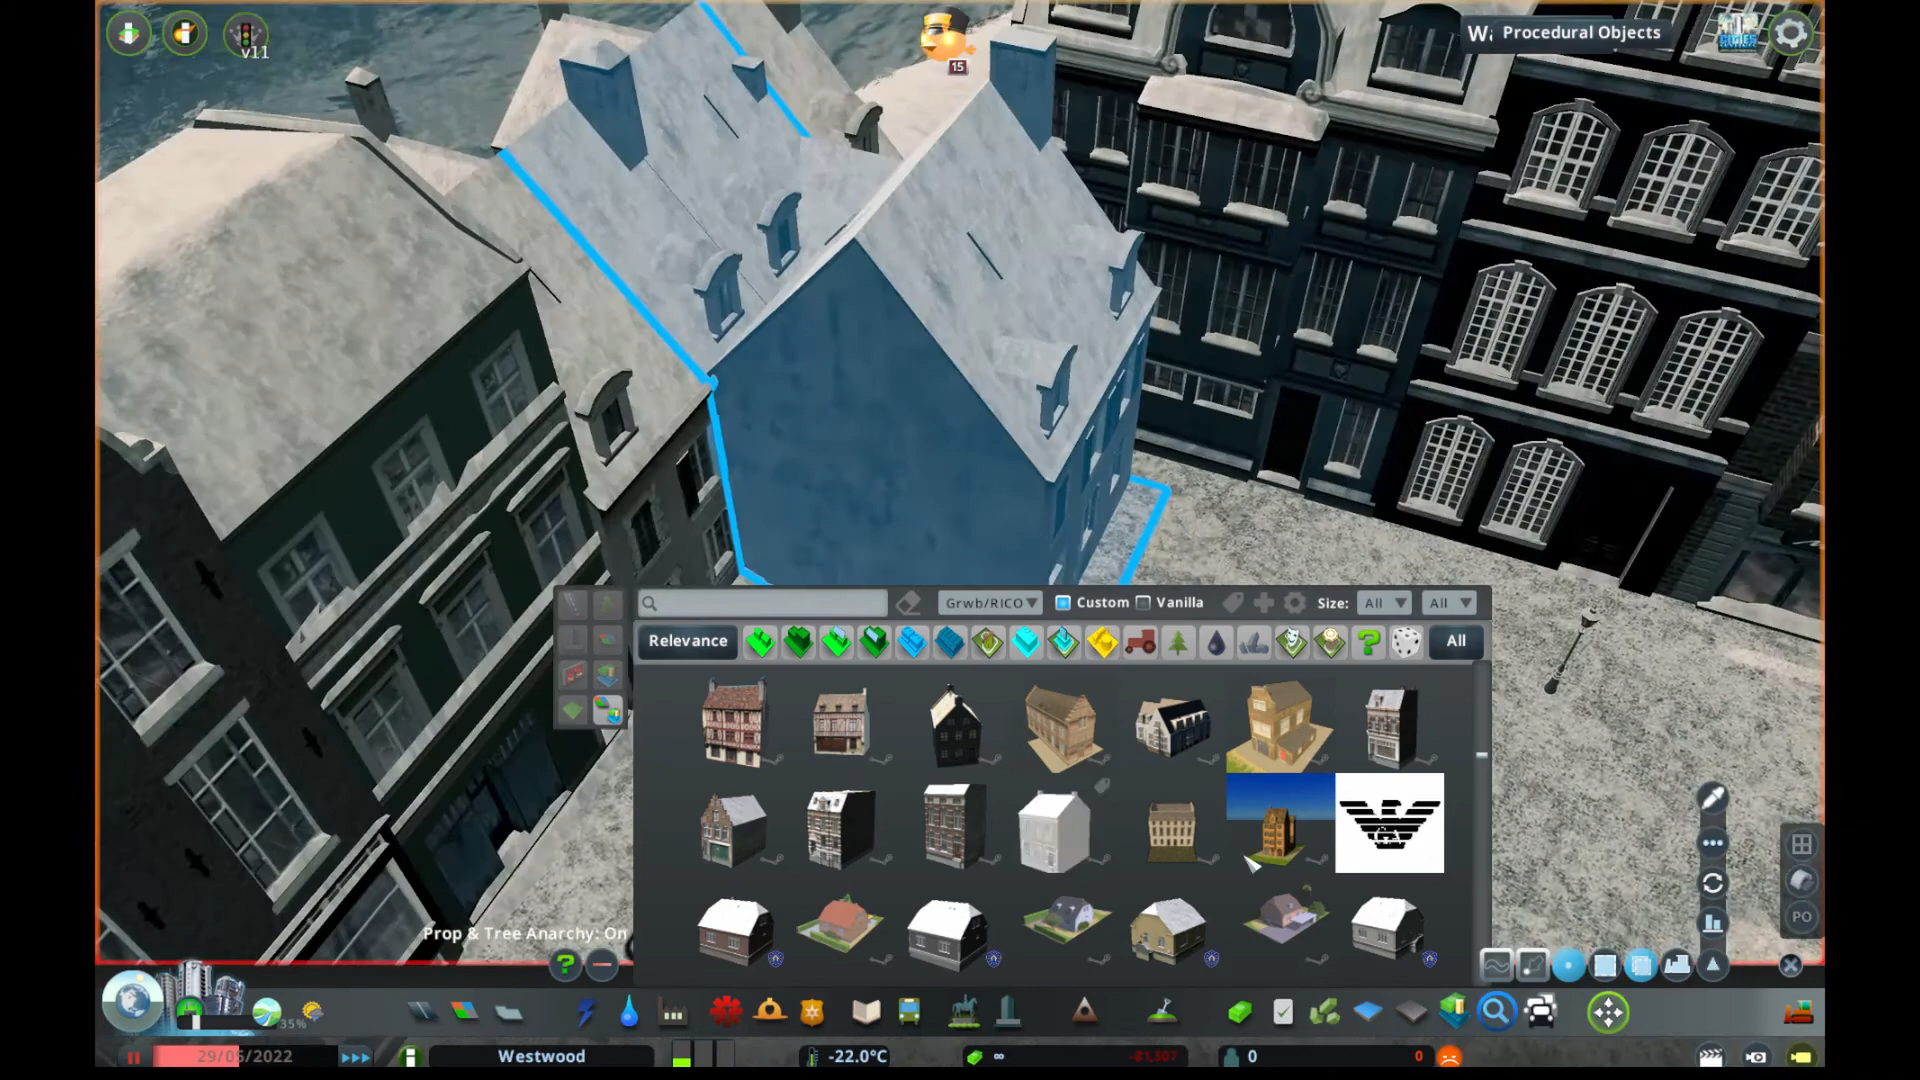 v11
15
Procedural Objects
Grwb/RICO
Custom
Vanilla
Size:
All
All
Relevance
All
Prop & Tree Anarchy: On
PO
35%
29/05/2022
Westwood
-22.0°C
∞
0
0